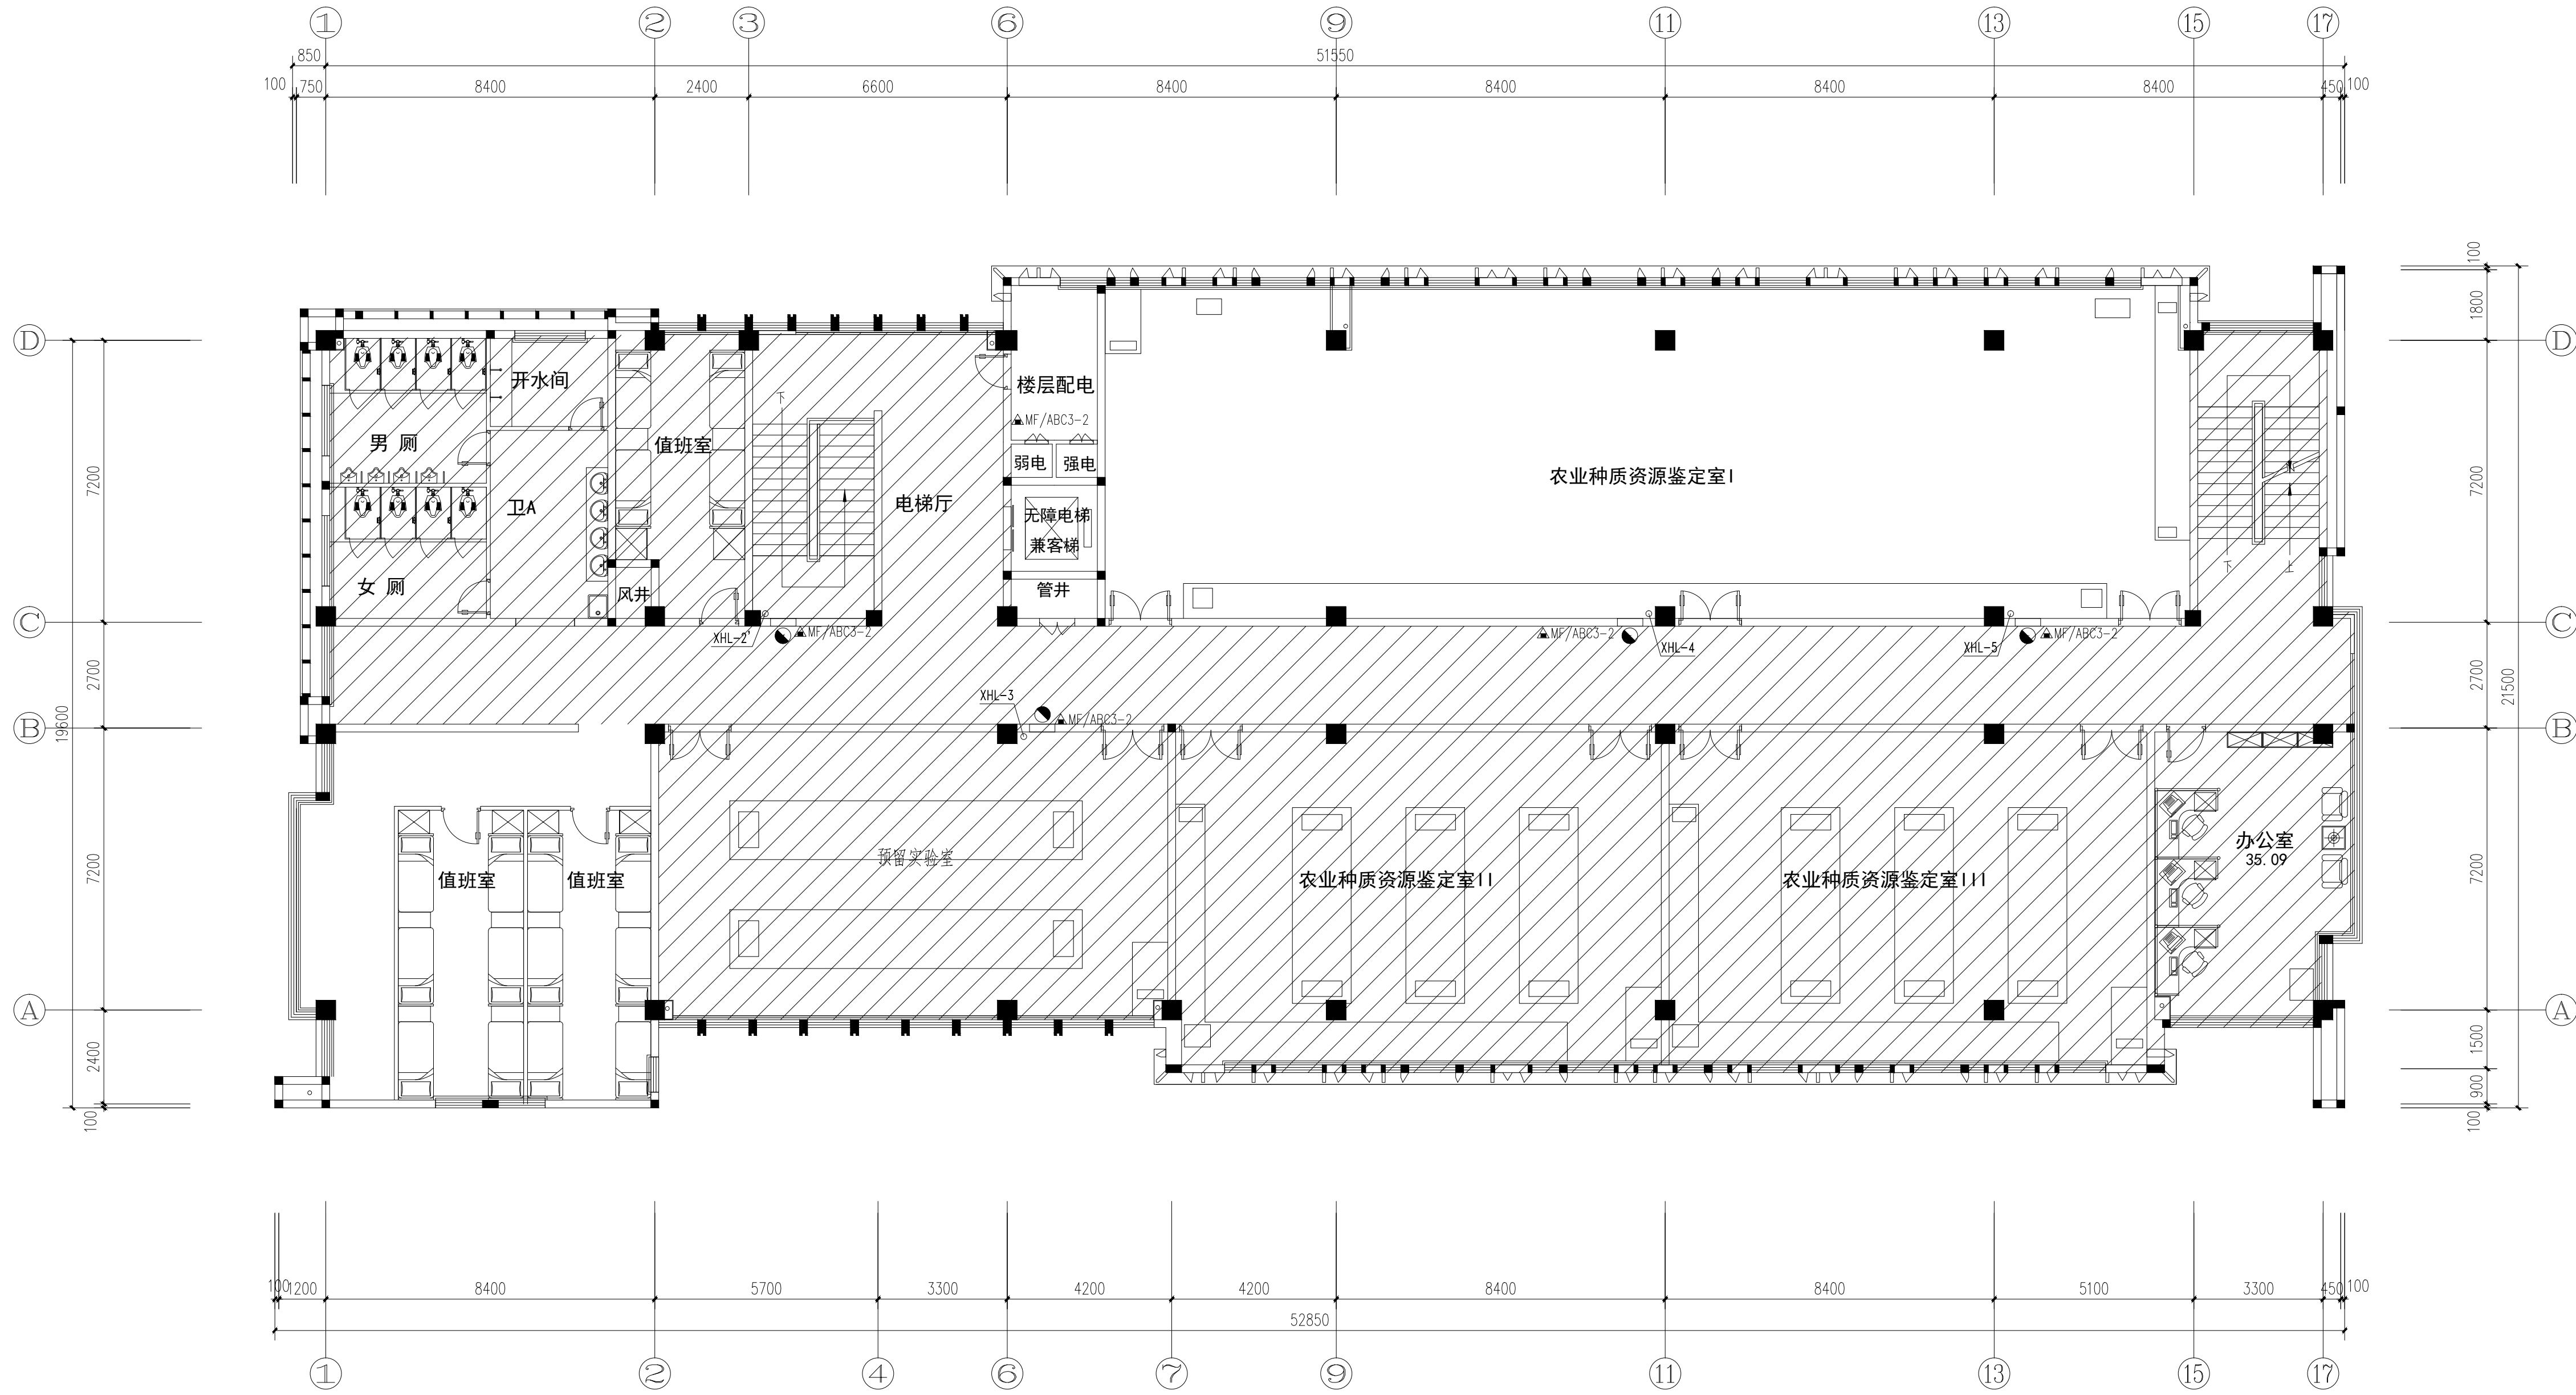 1 2 3 6 9 11 13 15 17
850 51550
100 750 8400 2400 6600 8400 8400 8400 8400 450 100
100
1800
D D
开水间
楼层配电
下
MF/ABC3-2
男 厕
值班室
弱电 强电
农业种质资源鉴定室I
7200 7200
电梯厅
卫A
无障电梯
兼客梯
下 上
女 厕
风井
管井
C C
XHL-2' MF/ABC3-2
MF/ABC3-2 XHL-4
XHL-5 MF/ABC3-2
2700 2700
19600 21500
XHL-3
MF/ABC3-2
B B
办公室
35.09
预留实验室
值班室 值班室
农业种质资源鉴定室II
农业种质资源鉴定室III
7200 7200
A A
2400 1500
900
100 100
100 1200 8400 5700 3300 4200 4200 8400 8400 5100 3300 450 100
52850
1 2 4 6 7 9 11 13 15 17